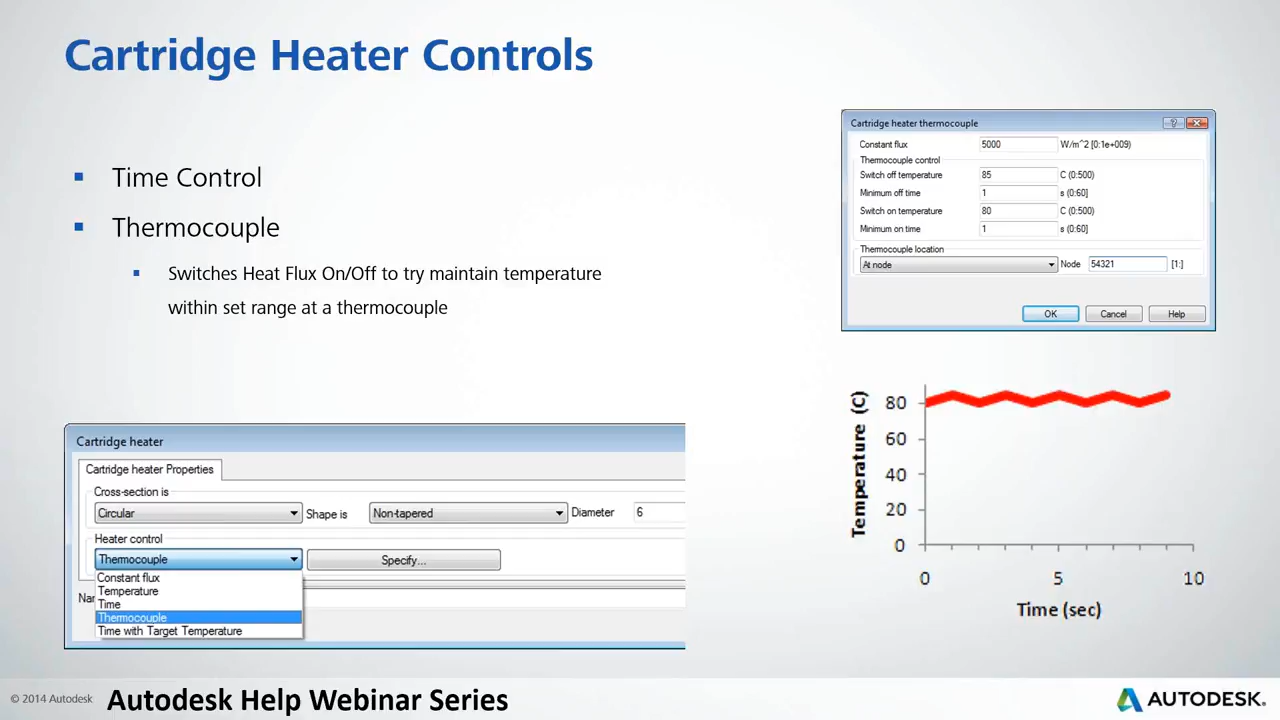 Cartridge Heater Controls
Time Control
Thermocouple
Switches Heat Flux On/Off to try maintain temperature
within set range at a thermocouple
Cartridge heater thermocouple
Constant flux 5000 W/m^2 [0:1e+009)
Thermocouple control
Switch off temperature 85 C (0:500)
Minimum off time 1 s (0:60]
Switch on temperature 80 C (0:500)
Minimum on time 1 s (0:60]
Thermocouple location
At node Node 54321 [1:]
OK Cancel Help
Cartridge heater
Cartridge heater Properties
Cross-section is
Circular Shape is Non-tapered Diameter 6
Heater control
Thermocouple Specify...
Constant flux
Temperature
Time
Thermocouple
Time with Target Temperature
Temperature (C)
80
60
40
20
0
0 5 10
Time (sec)
© 2014 Autodesk Autodesk Help Webinar Series AUTODESK.